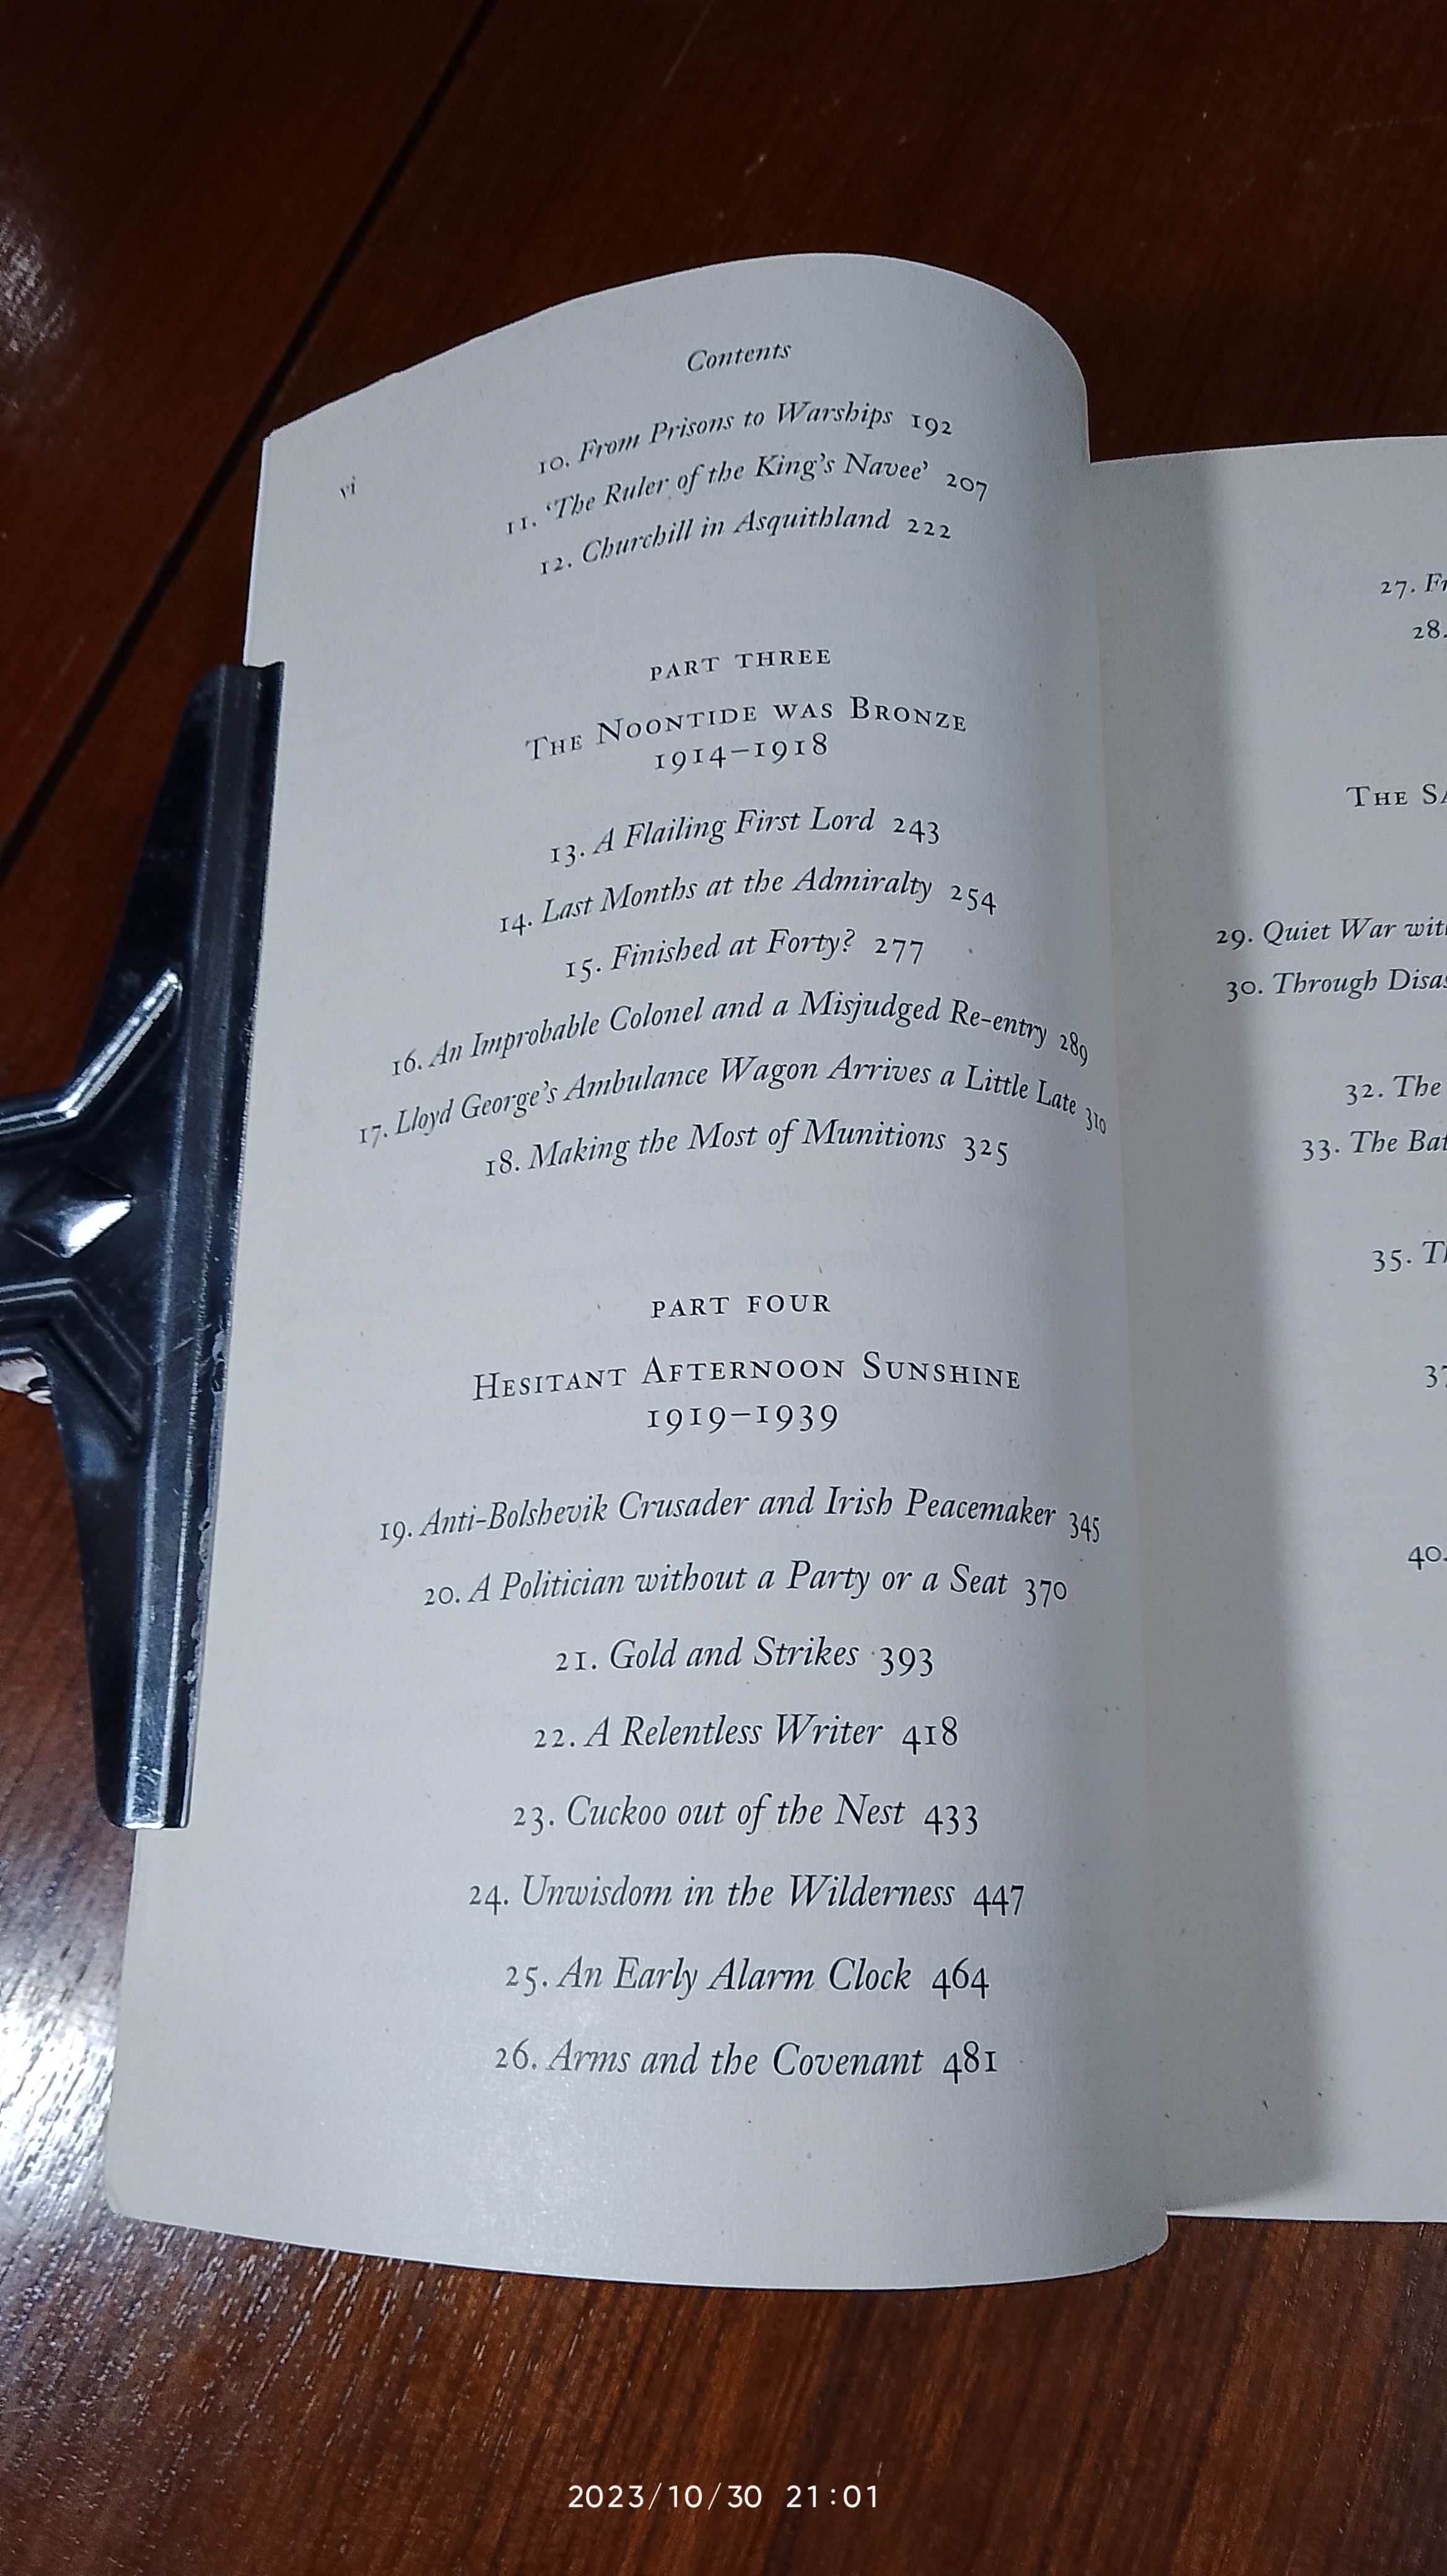 Contents
vi
10. From Prisons to Warships 192
11. ‘The Ruler of the King’s Navee’ 207
12. Churchill in Asquithland 222
PART THREE
THE NOONTIDE WAS BRONZE
1914–1918
13. A Flailing First Lord 243
14. Last Months at the Admiralty 254
15. Finished at Forty? 277
16. An Improbable Colonel and a Misjudged Re-entry 289
17. Lloyd George’s Ambulance Wagon Arrives a Little Late 310
18. Making the Most of Munitions 325
PART FOUR
HESITANT AFTERNOON SUNSHINE
1919–1939
19. Anti-Bolshevik Crusader and Irish Peacemaker 345
20. A Politician without a Party or a Seat 370
21. Gold and Strikes 393
22. A Relentless Writer 418
23. Cuckoo out of the Nest 433
24. Unwisdom in the Wilderness 447
25. An Early Alarm Clock 464
26. Arms and the Covenant 481
27.
28.
THE
29. Quiet War
30. Through
32. The
33. The
35.
40.
2023/10/30 21:01